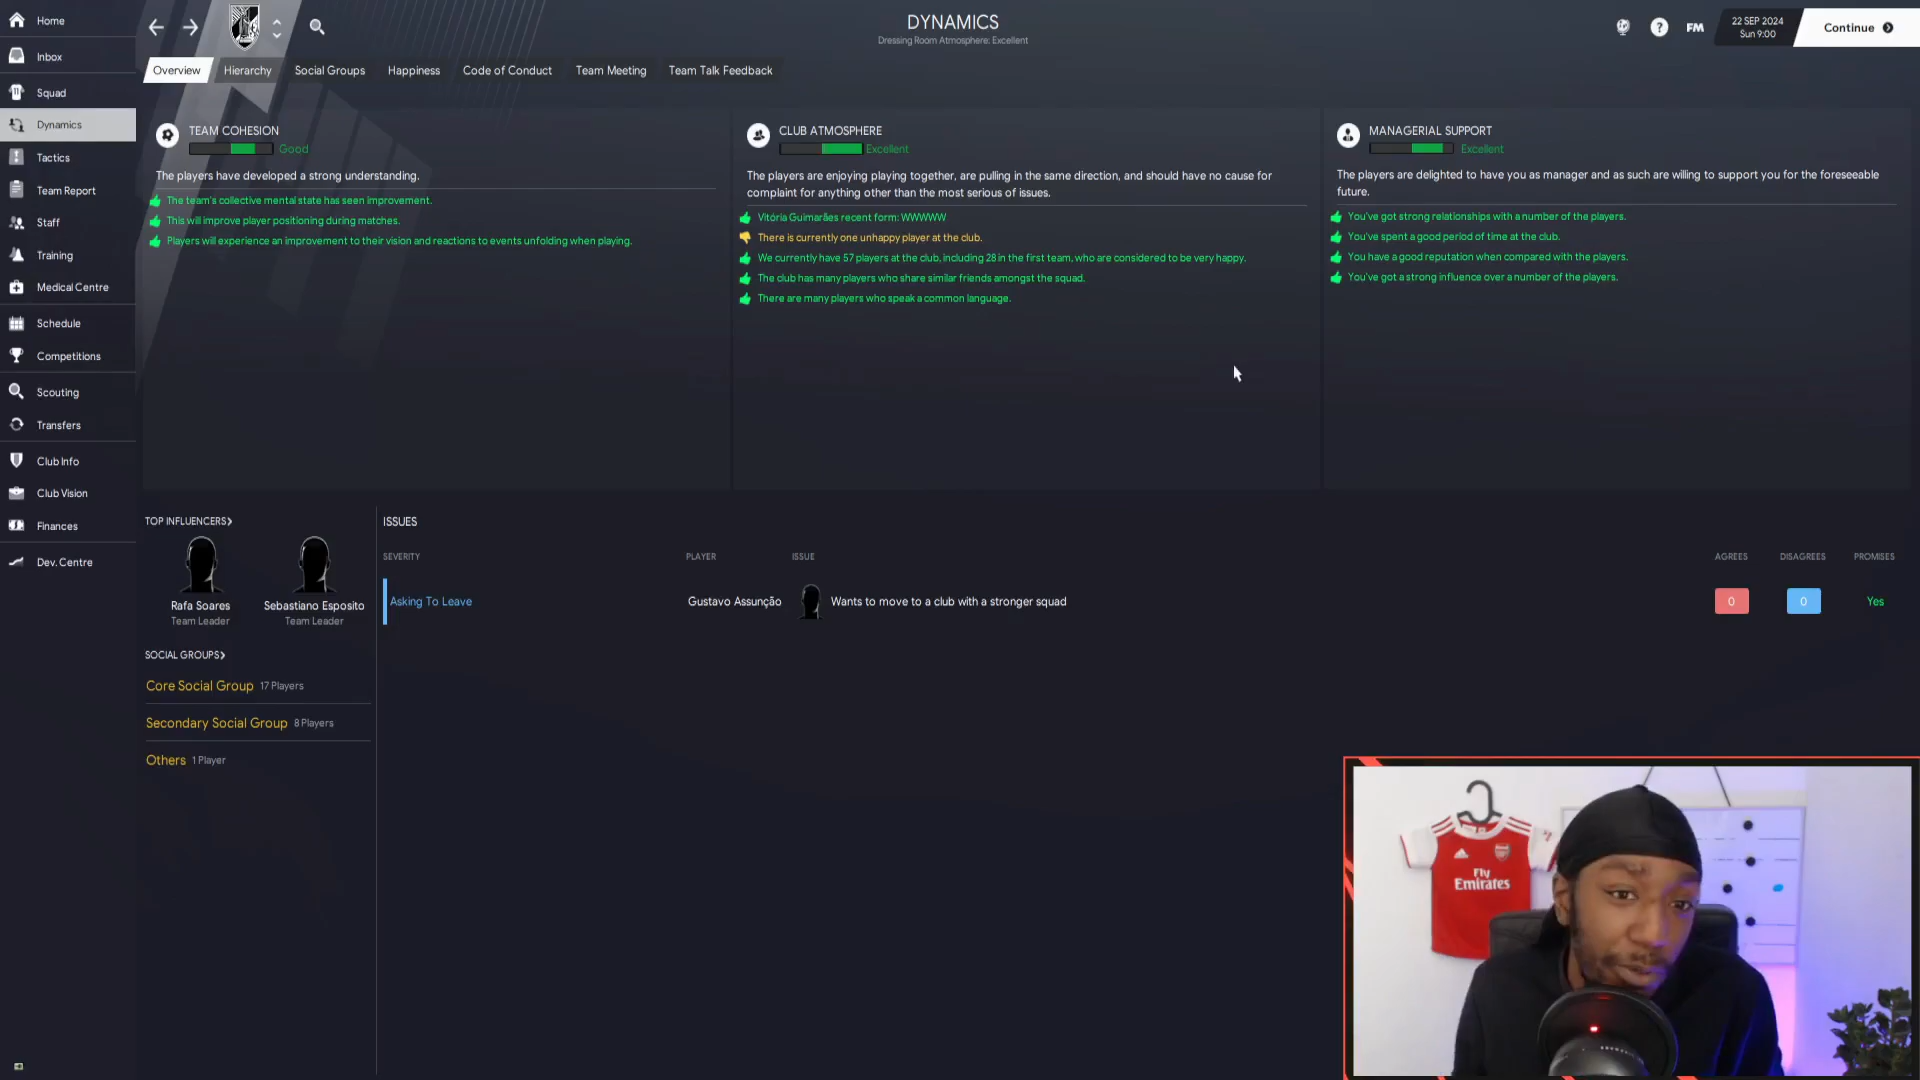 Home
Inbox
Squad
Dynamics
Tactics
Team Report
Staff
Training
Medical Centre
Schedule
Competitions
Scouting
Transfers
Club Info
Club Vision
Finances
Dev. Centre
DYNAMICS
Dressing Room Atmosphere: Excellent
? FM
22 SEP 2024
Sun 9:00
Continue
Overview Hierarchy Social Groups Happiness Code of Conduct Team Meeting Team Talk Feedback
TEAM COHESION
Good
The players have developed a strong understanding.
The team's collective mental state has seen improvement.
This will improve player positioning during matches.
Players will experience an improvement to their vision and reactions to events unfolding when playing.
CLUB ATMOSPHERE
Excellent
The players are enjoying playing together, are pulling in the same direction, and should have no cause for
complaint for anything other than the most serious of issues.
Vitória Guimarães recent form: WWWWW
There is currently one unhappy player at the club.
We currently have 57 players at the club, including 28 in the first team, who are considered to be very happy.
The club has many players who share similar friends amongst the squad.
There are many players who speak a common language.
MANAGERIAL SUPPORT
Excellent
The players are delighted to have you as manager and as such are willing to support you for the foreseeable
future.
You've got strong relationships with a number of the players.
You've spent a good period of time at the club.
You have a good reputation when compared with the players.
You've got a strong influence over a number of the players.
TOP INFLUENCERS>
Rafa Soares
Team Leader
Sebastiano Esposito
Team Leader
SOCIAL GROUPS>
Core Social Group 17 Players
Secondary Social Group 8 Players
Others 1 Player
ISSUES
SEVERITY PLAYER ISSUE AGREES DISAGREES PROMISES
Asking To Leave Gustavo Assunção Wants to move to a club with a stronger squad 0 0 Yes
adidas
Fly
Emirates